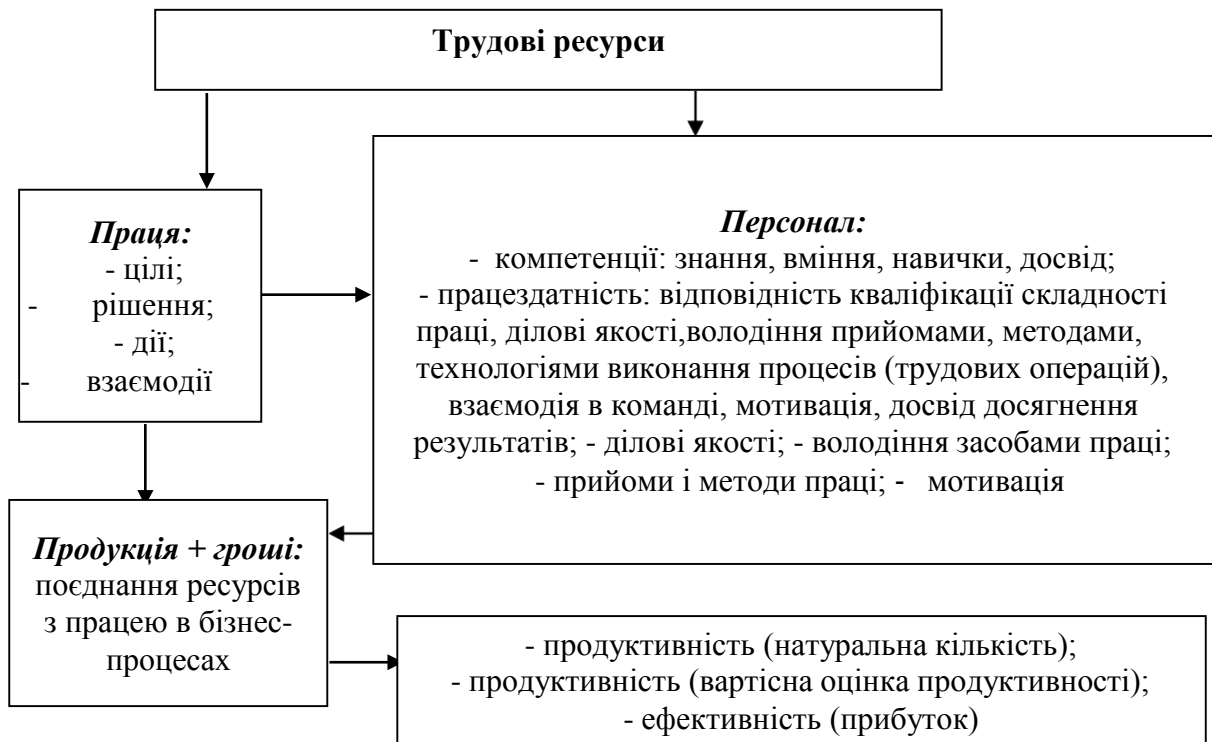 Трудові ресурси
Праця:
- цілі;
- рішення;
- дії;
- взаємодії
Персонал:
- компетенції: знання, вміння, навички, досвід;
- працездатність: відповідність кваліфікації складності
праці, ділові якості,володіння прийомами, методами,
технологіями виконання процесів (трудових операцій),
взаємодія в команді, мотивація, досвід досягнення
результатів; - ділові якості; - володіння засобами праці;
- прийоми і методи праці; - мотивація
Продукція + гроші:
поєднання ресурсів
з працею в бізнес-
процесах
- продуктивність (натуральна кількість);
- продуктивність (вартісна оцінка продуктивності);
- ефективність (прибуток)